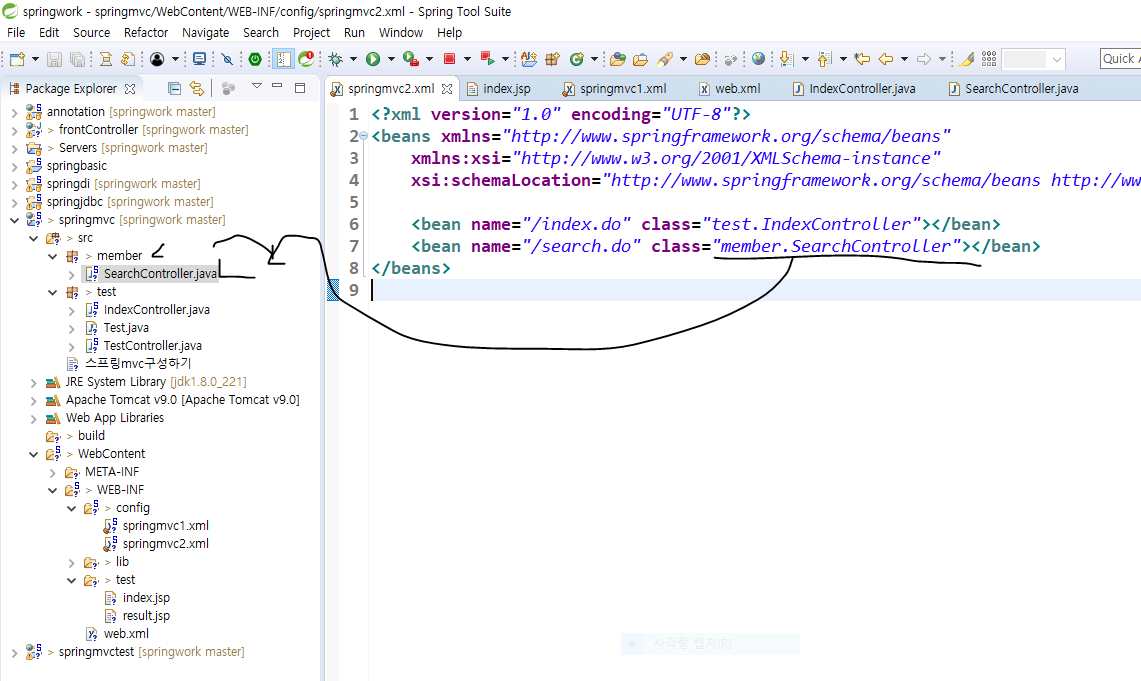 springwork - springmvc/WebContent/WEB-INF/config/springmvc2.xml - Spring Tool Suite
File Edit Source Refactor Navigate Search Project Run Window Help
Quick A
Package Explorer
springmvc2.xml index.jsp springmvc1.xml web.xml IndexController.java SearchController.java
annotation [springwork master]
> frontController [springwork master]
> Servers [springwork master]
springbasic
springdi [springwork master]
springjdbc [springwork master]
> springmvc [springwork master]
> src
> member
SearchController.java
> test
IndexController.java
Test.java
TestController.java
스프링mvc구성하기
JRE System Library [jdk1.8.0_221]
Apache Tomcat v9.0 [Apache Tomcat v9.0]
Web App Libraries
> build
> WebContent
META-INF
> WEB-INF
> config
springmvc1.xml
springmvc2.xml
> lib
> test
index.jsp
result.jsp
web.xml
> springmvctest [springwork master]
1 <?xml version="1.0" encoding="UTF-8"?>
2 <beans xmlns="http://www.springframework.org/schema/beans"
3 xmlns:xsi="http://www.w3.org/2001/XMLSchema-instance"
4 xsi:schemaLocation="http://www.springframework.org/schema/beans http://ww
5
6 <bean name="/index.do" class="test.IndexController"></bean>
7 <bean name="/search.do" class="member.SearchController"></bean>
8 </beans>
9
사각형 캡처(R)